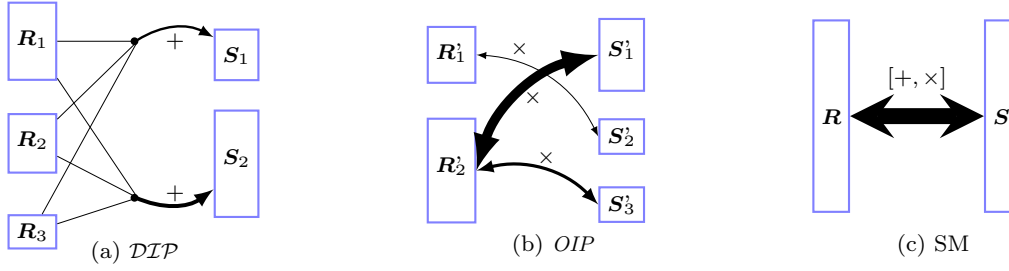 R1
R2
R3
+
+
S1
S2
(a) DIP
R'1
R'2
×
×
×
S'1
S'2
S'3
(b) OIP
R
[+, ×]
S
(c) SM